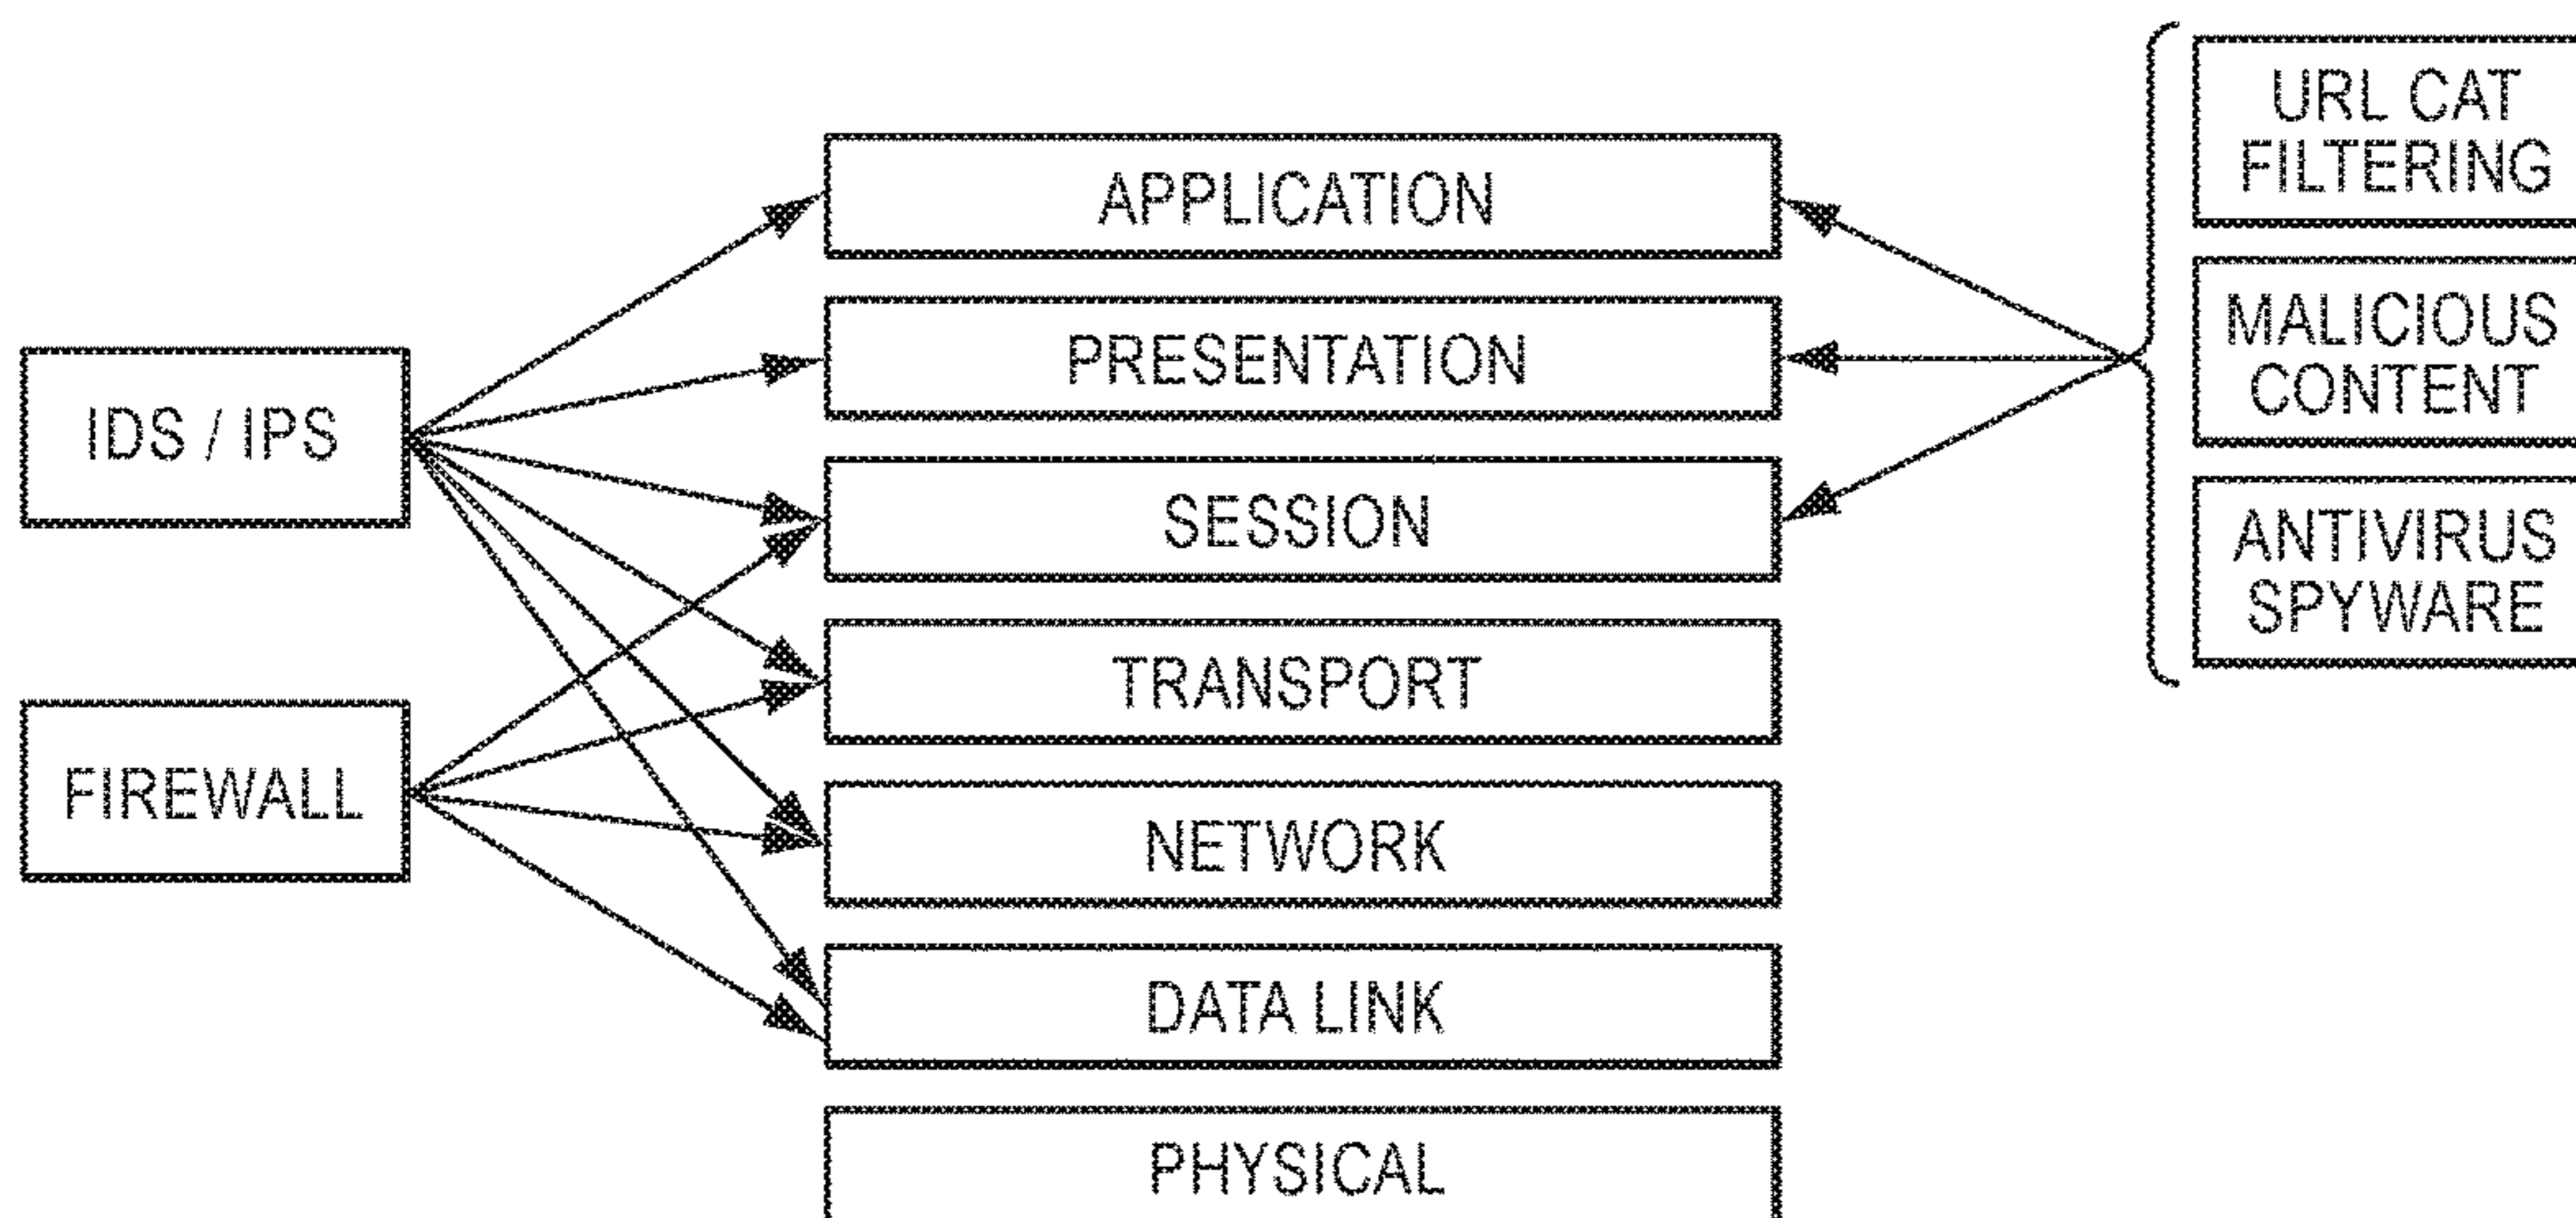 IDS / IPS
FIREWALL
APPLICATION
PRESENTATION
SESSION
TRANSPORT
NETWORK
DATA LINK
PHYSICAL
URL CAT
FILTERING
MALICIOUS
CONTENT
ANTIVIRUS
SPYWARE